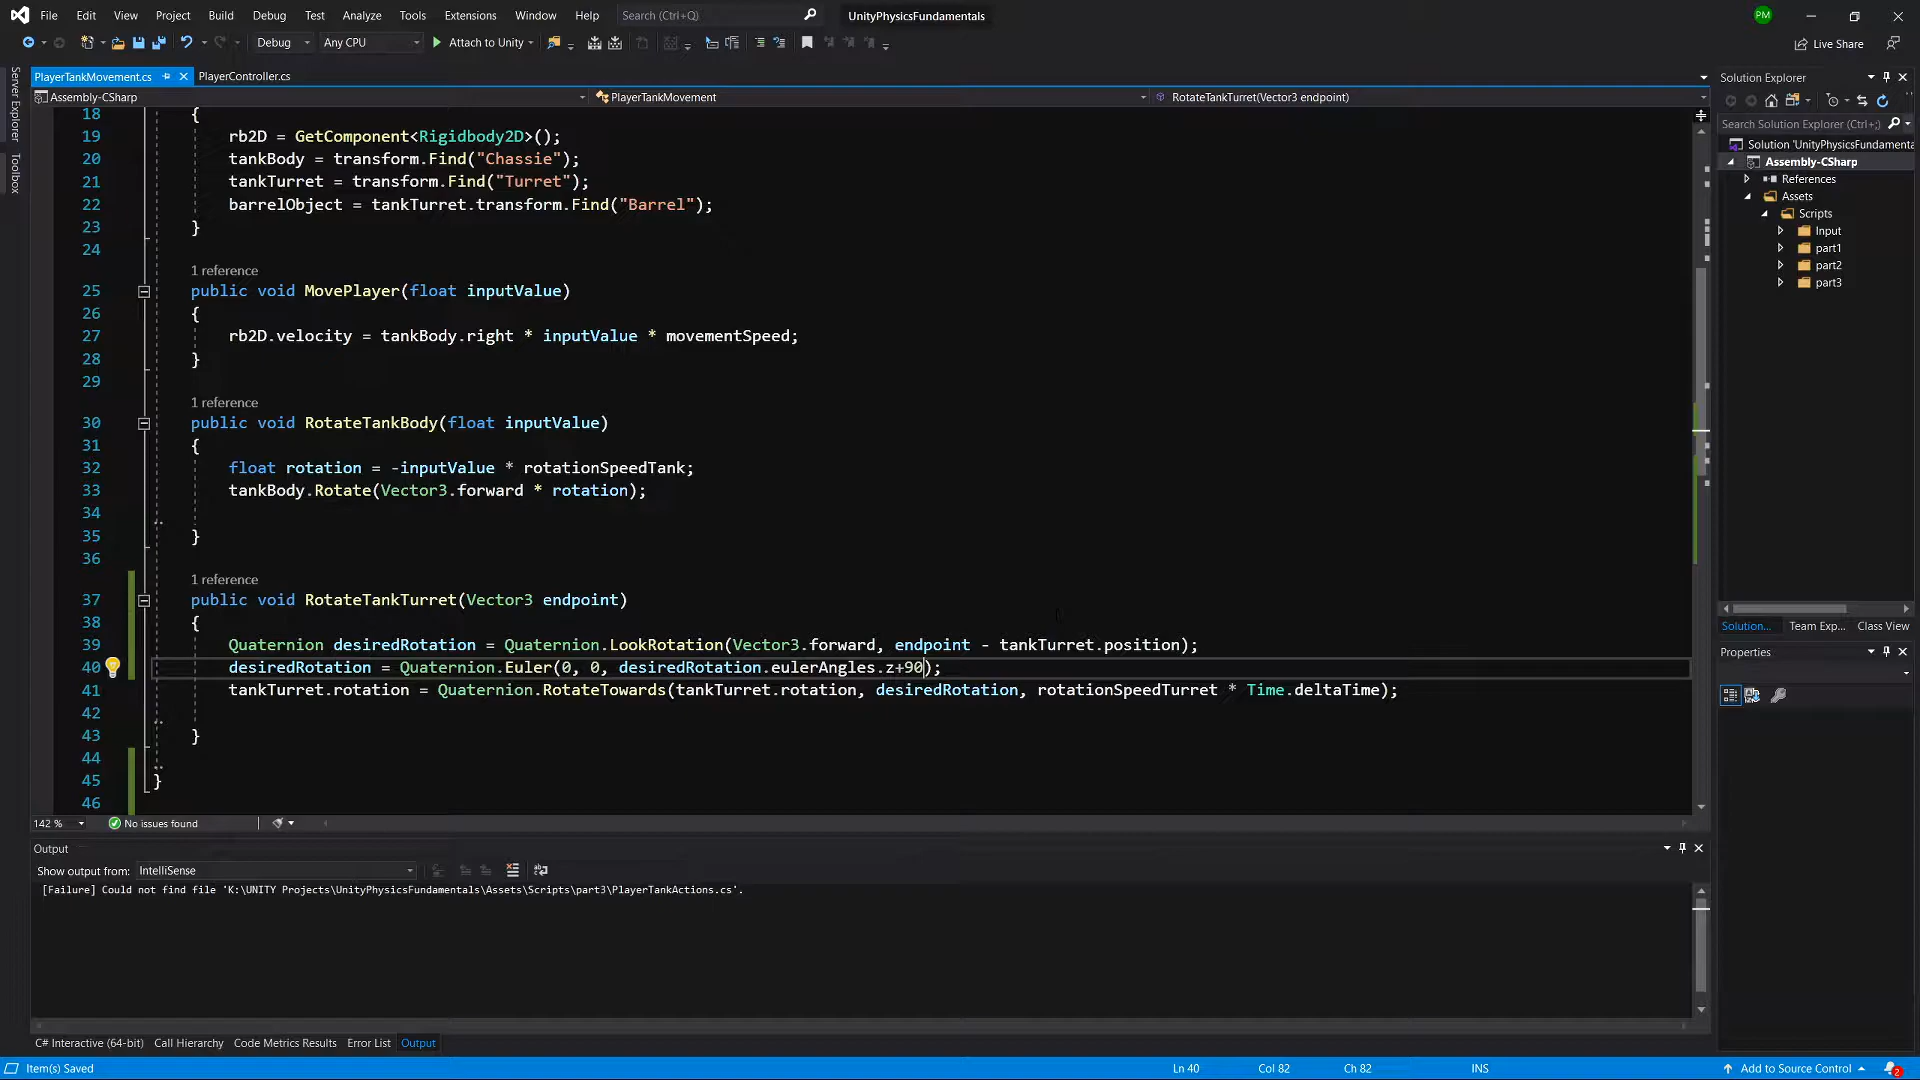 File Edit View Project Build Debug Test Analyze Tools Extensions Window Help Search (Ctrl+Q) UnityPhysicsFundamentals PM
Debug Any CPU Attach to Unity Live Share
Server Explorer
Toolbox
PlayerTankMovement.cs PlayerController.cs
Assembly-CSharp PlayerTankMovement RotateTankTurret(Vector3 endpoint)
18 {
19 rb2D = GetComponent<Rigidbody2D>();
20 tankBody = transform.Find("Chassie");
21 tankTurret = transform.Find("Turret");
22 barrelObject = tankTurret.transform.Find("Barrel");
23 }
24
1 reference
25 public void MovePlayer(float inputValue)
26 {
27 rb2D.velocity = tankBody.right * inputValue * movementSpeed;
28 }
29
1 reference
30 public void RotateTankBody(float inputValue)
31 {
32 float rotation = -inputValue * rotationSpeedTank;
33 tankBody.Rotate(Vector3.forward * rotation);
34
35 }
36
1 reference
37 public void RotateTankTurret(Vector3 endpoint)
38 {
39 Quaternion desiredRotation = Quaternion.LookRotation(Vector3.forward, endpoint - tankTurret.position);
40 desiredRotation = Quaternion.Euler(0, 0, desiredRotation.eulerAngles.z+90);
41 tankTurret.rotation = Quaternion.RotateTowards(tankTurret.rotation, desiredRotation, rotationSpeedTurret * Time.deltaTime);
42
43 }
44
45 }
46
142 % No issues found
Output
Show output from: IntelliSense
[Failure] Could not find file 'K:\UNITY Projects\UnityPhysicsFundamentals\Assets\Scripts\part3\PlayerTankActions.cs'.
C# Interactive (64-bit) Call Hierarchy Code Metrics Results Error List Output
Item(s) Saved Ln 40 Col 82 Ch 82 INS Add to Source Control 2
Solution Explorer
Search Solution Explorer (Ctrl+;)
Solution 'UnityPhysicsFundamenta
Assembly-CSharp
References
Assets
Scripts
Input
part1
part2
part3
Solution... Team Exp... Class View
Properties